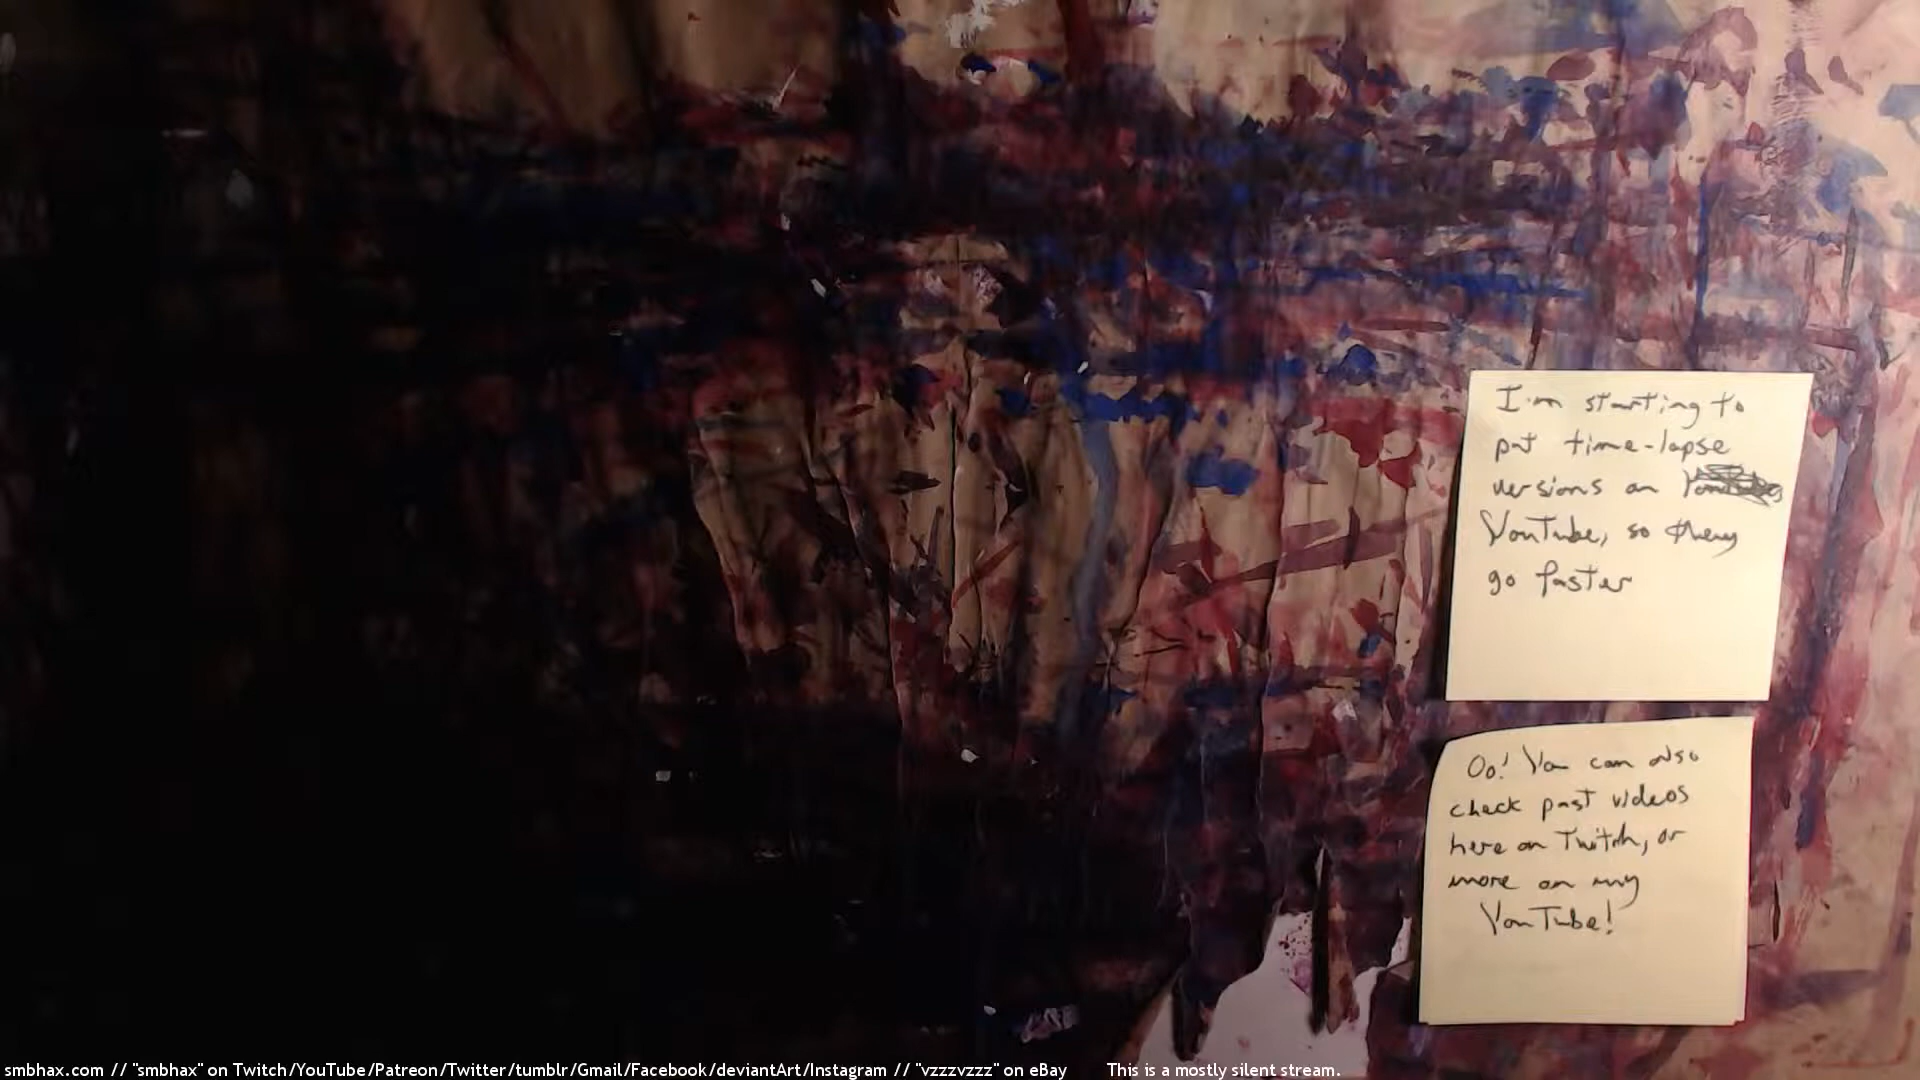 I'm starting to
put time-lapse
versions on
YouTube, so they
go faster
Oo! You can also
check past videos
here on Twitch, or
more on my
YouTube!
smbhax.com // "smbhax" on Twitch/YouTube/Patreon/Twitter/tumblr/Gmail/Facebook/deviantArt/Instagram // "vzzzvzzz" on eBay This is a mostly silent stream.